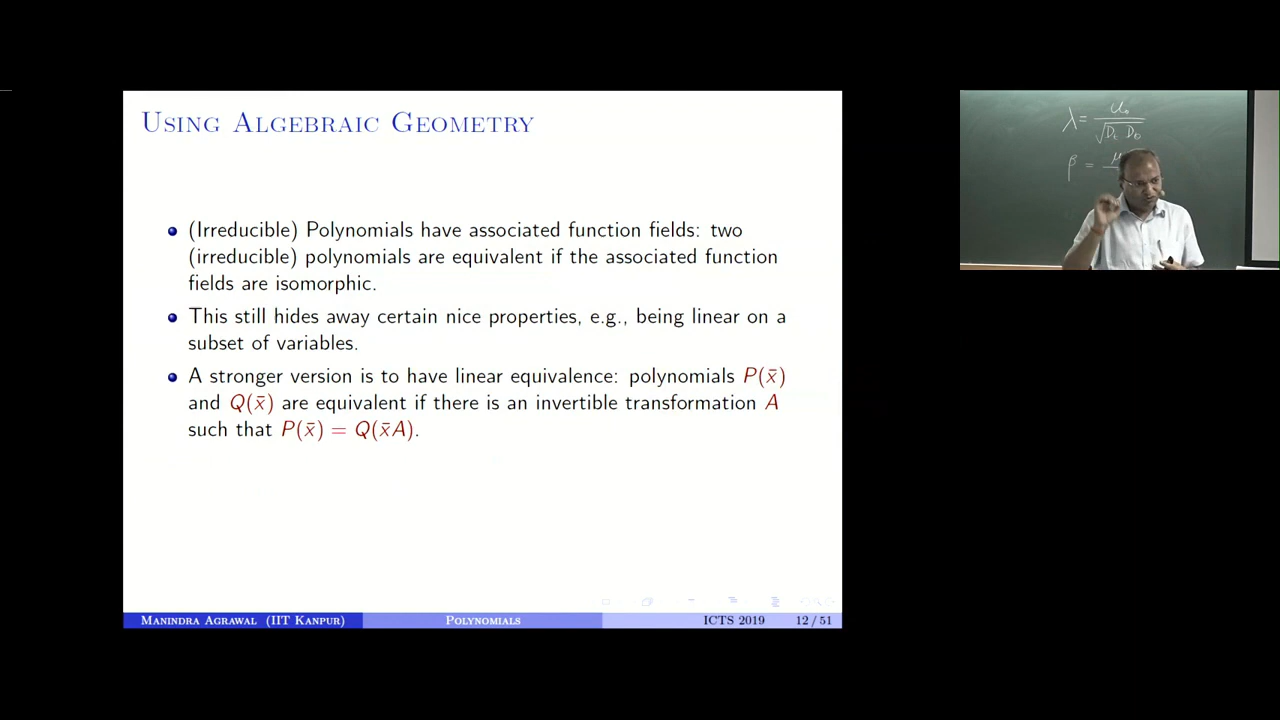 USING ALGEBRAIC GEOMETRY
(Irreducible) Polynomials have associated function fields: two
(irreducible) polynomials are equivalent if the associated function
fields are isomorphic.
This still hides away certain nice properties, e.g., being linear on a
subset of variables.
A stronger version is to have linear equivalence: polynomials P(x̄)
and Q(x̄) are equivalent if there is an invertible transformation A
such that P(x̄) = Q(x̄A).
MANINDRA AGRAWAL (IIT KANPUR) POLYNOMIALS ICTS 2019 12 / 51
λ =
β = μ